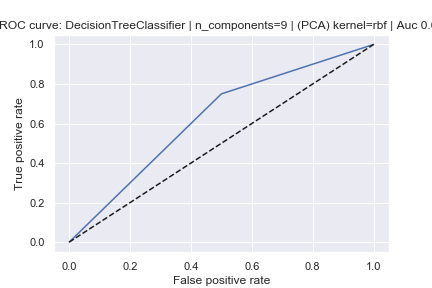 ROC curve: DecisionTreeClassifier | n_components=9 | (PCA) kernel=rbf | Auc
1.0
0.8
0.6
0.4
0.2
0.0
True positive rate
0.0 0.2 0.4 0.6 0.8 1.0
False positive rate